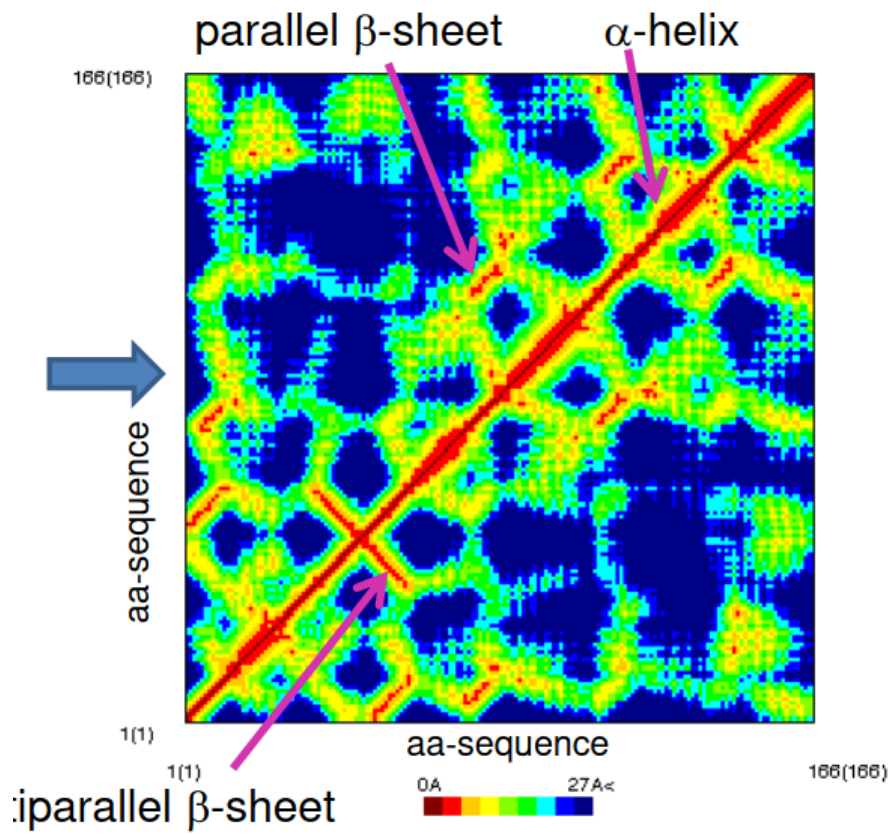 parallel β-sheet
α-helix
166(166)
aa-sequence
1(1)
aa-sequence
1(1)
166(166)
0A
27A<
:iparallel β-sheet